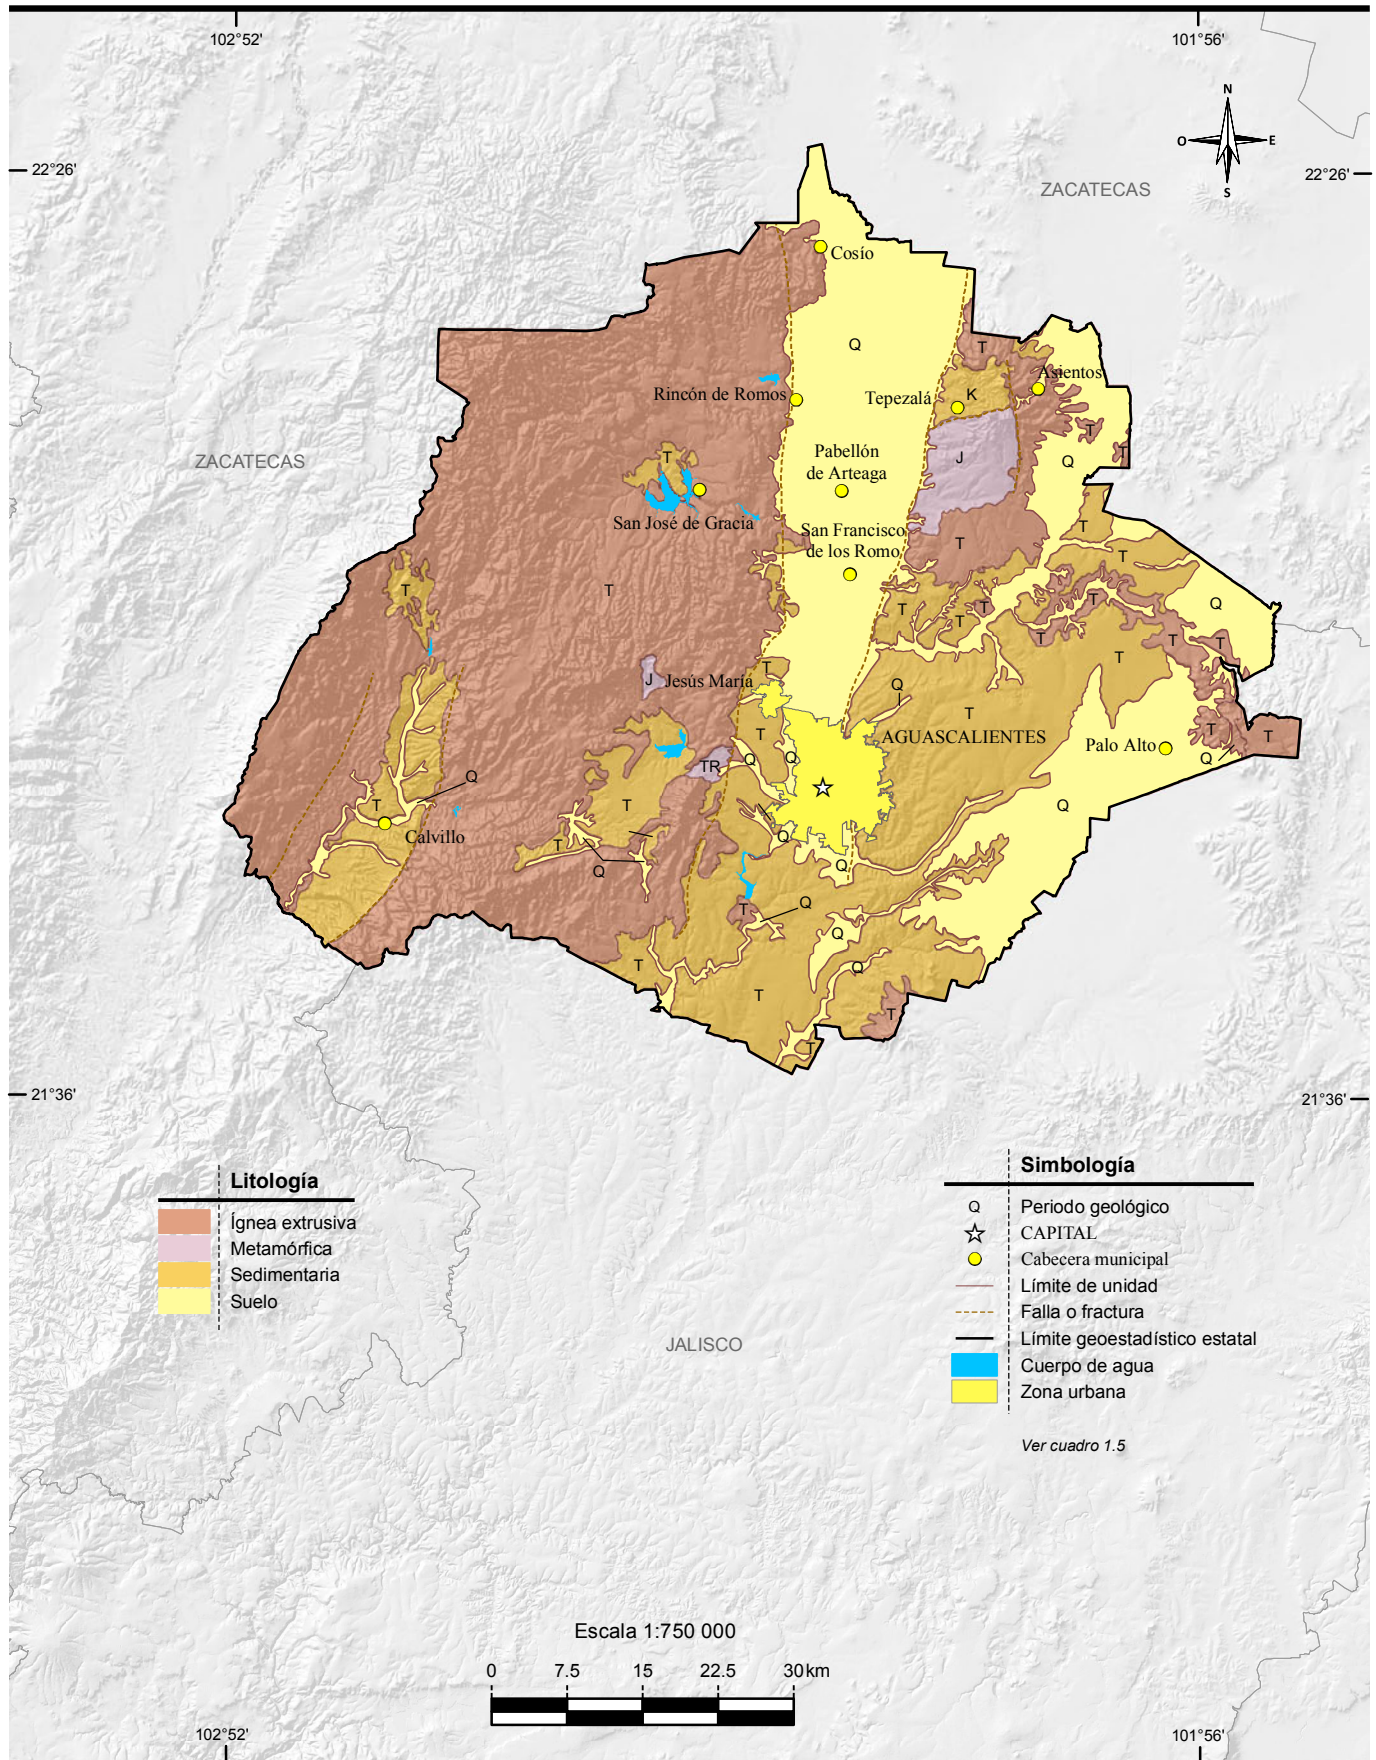 102°52'
101°56'
N
O
E
S
22°26'
22°26'
ZACATECAS
Cosío
Q
T
Asientos
Rincón de Romos
Tepezalá
K
T
T
ZACATECAS
T
J
Q
Pabellón
de Arteaga
San José de Gracia
San Francisco
de los Romo
T
T
T
T
T
T
Q
T
T
T
T
T
T
T
T
T
J
Jesús María
Q
T
AGUASCALIENTES
T
Palo Alto
T
T
Q
TR
Q
Q
Q
T
Calvillo
T
T
Q
Q
Q
Q
T
Q
Q
T
Q
T
T
T
21°36'
21°36'
Litología
Ígnea extrusiva
Metamórfica
Sedimentaria
Suelo
Simbología
Q Periodo geológico
CAPITAL
Cabecera municipal
Límite de unidad
Falla o fractura
Límite geoestadístico estatal
Cuerpo de agua
Zona urbana
Ver cuadro 1.5
JALISCO
Escala 1:750 000
0 7.5 15 22.5 30 km
102°52'
101°56'